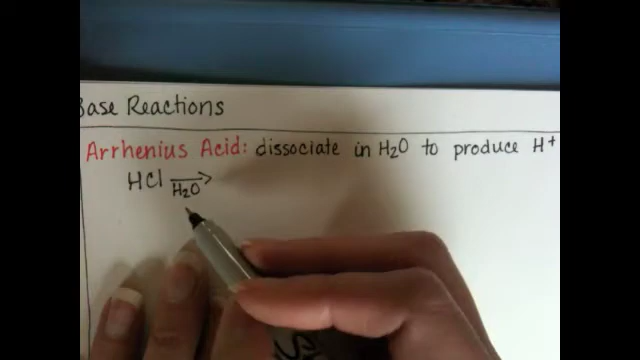 Base Reactions
Arrhenius Acid: dissociate in H₂O to produce H⁺
HCl →
H₂O